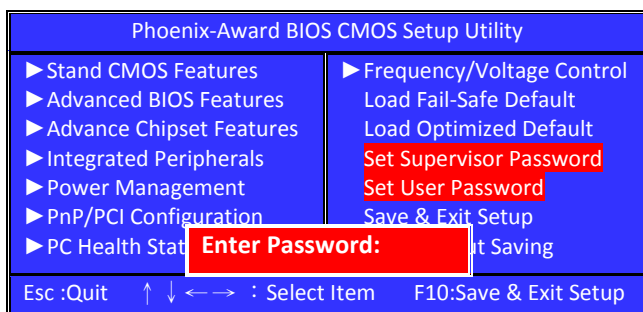 Phoenix-Award BIOS CMOS Setup Utility
►Stand CMOS Features
►Advanced BIOS Features
►Advance Chipset Features
►Integrated Peripherals
►Power Management
►PnP/PCI Configuration
►PC Health Stat
►Frequency/Voltage Control
Load Fail-Safe Default
Load Optimized Default
Set Supervisor Password
Set User Password
Save & Exit Setup
Saving
Enter Password:
Esc :Quit ↑↓←→ : Select Item F10:Save & Exit Setup